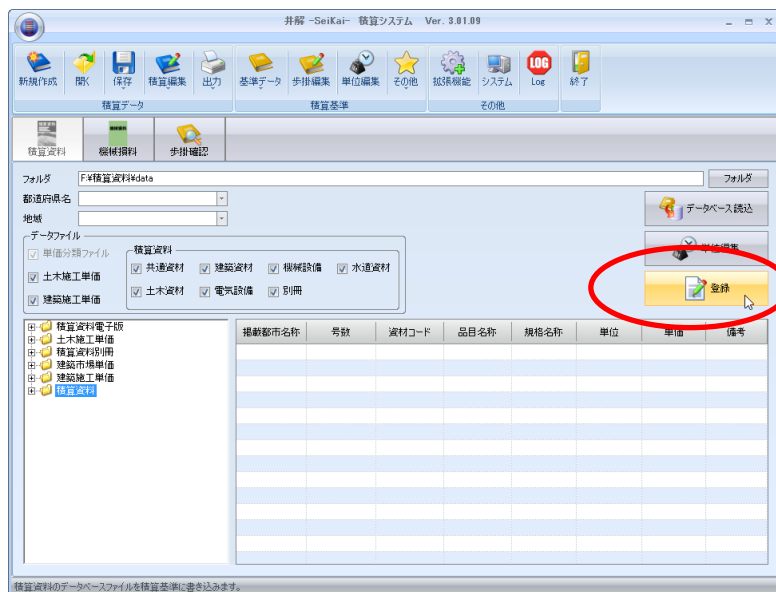 井解 -SeiKai- 積算システム Ver. 3.01.09
新規作成 開く 保存 積算編集 出力 基準データ 歩掛編集 単位編集 その他 拡張機能 システム LOG Log 終了
積算データ 積算基準 その他
積算資料 機械損料 歩掛確認
フォルダ F:¥積算資料¥data フォルダ
都道府県名
データベース読込
地域
データファイル
単価分類ファイル
積算資料
単位編集
共通資材 建築資材 機械設備 水道資材
土木施工単価
土木資材 電気設備 別冊
登録
建築施工単価
積算資料電子版
土木施工単価
積算資料別冊
建築市場単価
建築施工単価
積算資料
掲載都市名称 号数 資材コード 品目名称 規格名称 単位 単価 備考
積算資料のデータベースファイルを積算基準に書き込みます。